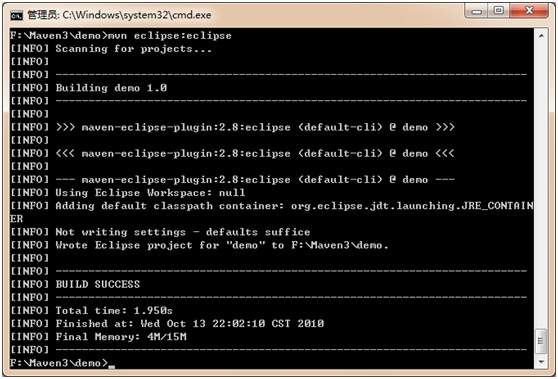 管理员: C:\Windows\system32\cmd.exe
F:\Maven3\demo>mvn eclipse:eclipse
[INFO] Scanning for projects...
[INFO]
[INFO] ------------------------------------------------------------------------
[INFO] Building demo 1.0
[INFO] ------------------------------------------------------------------------
[INFO]
[INFO] >>> maven-eclipse-plugin:2.8:eclipse (default-cli) @ demo >>>
[INFO]
[INFO] <<< maven-eclipse-plugin:2.8:eclipse (default-cli) @ demo <<<
[INFO]
[INFO] --- maven-eclipse-plugin:2.8:eclipse (default-cli) @ demo ---
[INFO] Using Eclipse Workspace: null
[INFO] Adding default classpath container: org.eclipse.jdt.launching.JRE_CONTAIN
ER
[INFO] Not writing settings - defaults suffice
[INFO] Wrote Eclipse project for "demo" to F:\Maven3\demo.
[INFO]
[INFO] ------------------------------------------------------------------------
[INFO] BUILD SUCCESS
[INFO] ------------------------------------------------------------------------
[INFO] Total time: 1.950s
[INFO] Finished at: Wed Oct 13 22:02:10 CST 2010
[INFO] Final Memory: 4M/15M
[INFO] ------------------------------------------------------------------------
F:\Maven3\demo>